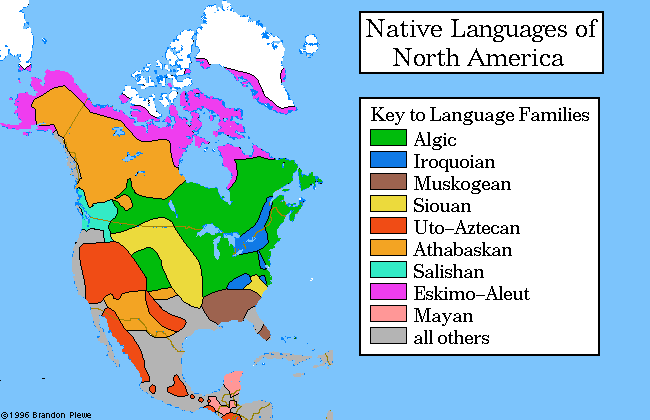 Native Languages of
North America
Key to Language Families
Algic
Iroquoian
Muskogean
Siouan
Uto–Aztecan
Athabaskan
Salishan
Eskimo–Aleut
Mayan
all others
©1996 Brandon Plewe